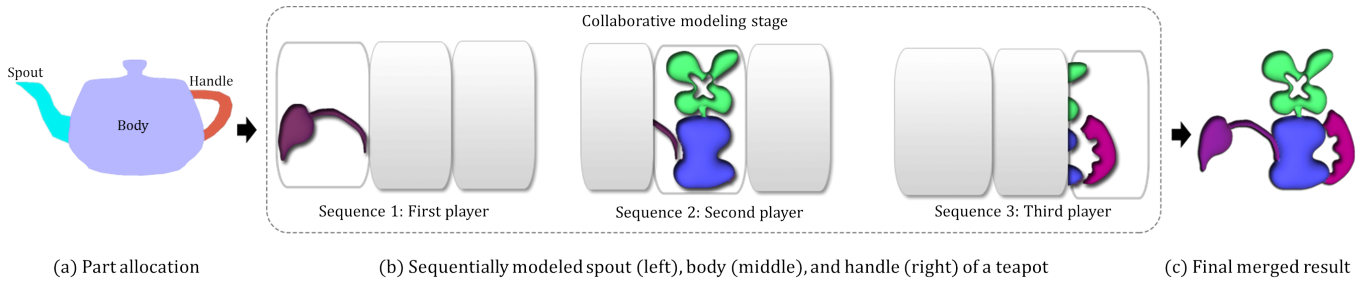 Collaborative modeling stage
Spout
Handle
Body
Sequence 1: First player
Sequence 2: Second player
Sequence 3: Third player
(a) Part allocation
(b) Sequentially modeled spout (left), body (middle), and handle (right) of a teapot
(c) Final merged result